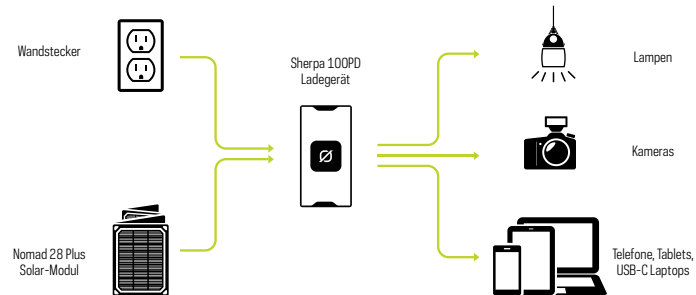 Wandstecker
Sherpa 100PD
Ladegerät
Lampen
Kameras
Nomad 28 Plus
Solar-Modul
Telefone, Tablets,
USB-C Laptops